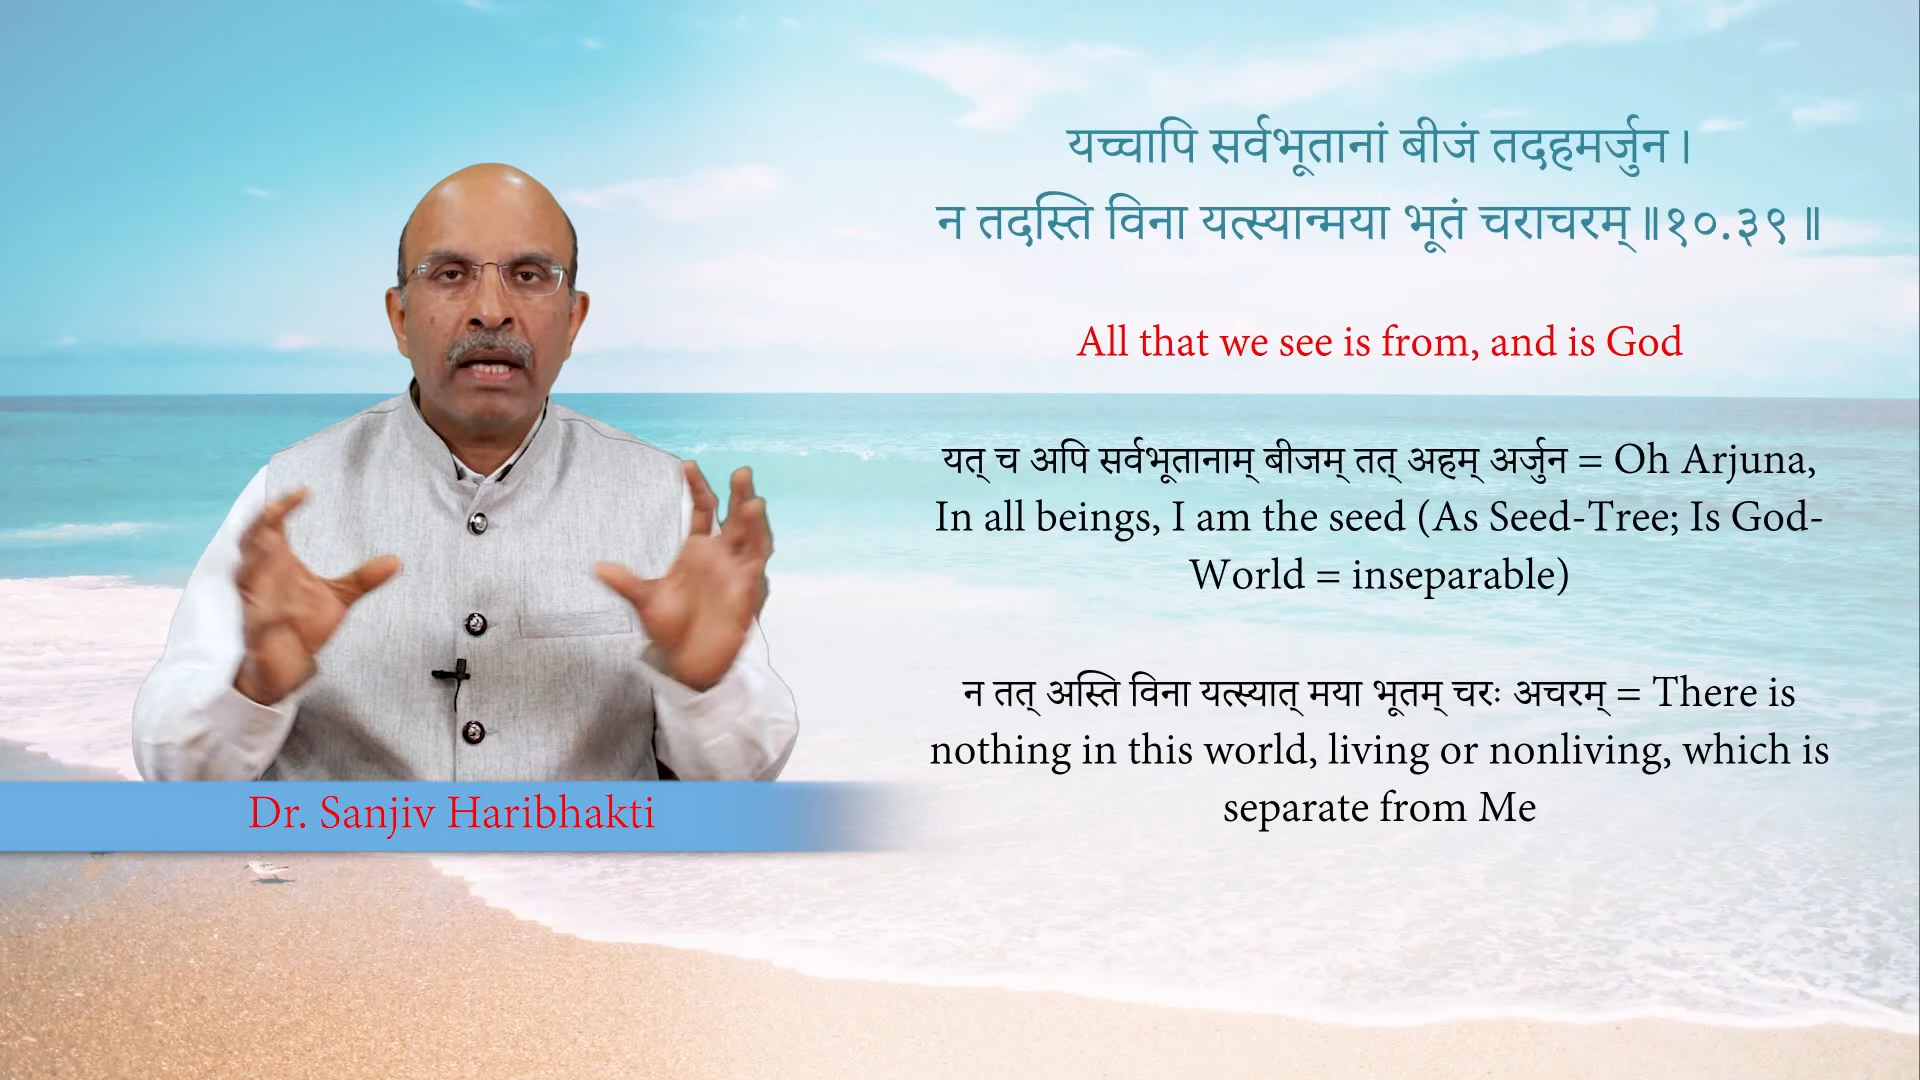 यच्चापि सर्वभूतानां बीजं तदहमर्जुन।
न तदस्ति विना यत्स्यान्मया भूतं चराचरम्॥१०.३९॥
All that we see is from, and is God
यत् च अपि सर्वभूतानाम् बीजम् तत् अहम् अर्जुन = Oh Arjuna,
In all beings, I am the seed (As Seed-Tree; Is God-
World = inseparable)
न तत् अस्ति विना यत्स्यात् मया भूतम् चरः अचरम् = There is
nothing in this world, living or nonliving, which is
separate from Me
Dr. Sanjiv Haribhakti